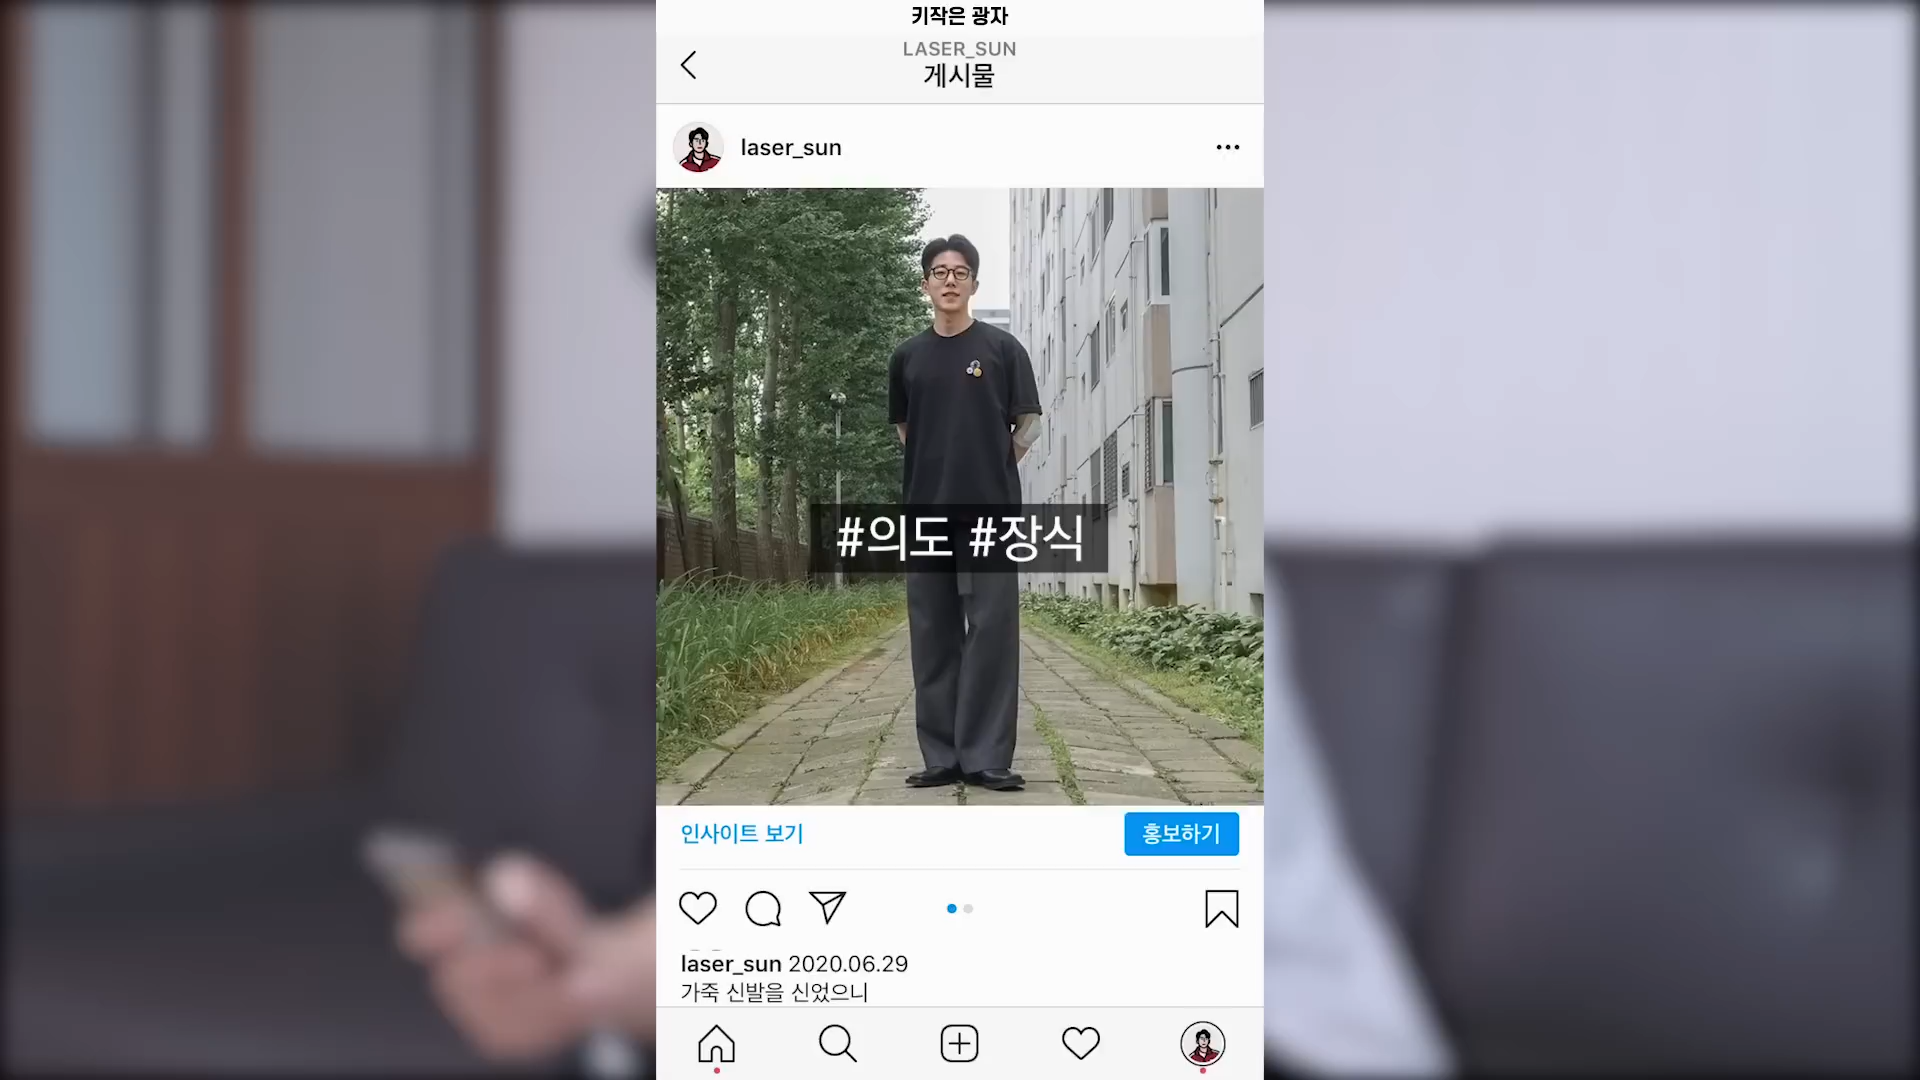 키작은 광자
LASER_SUN
게시물
laser_sun
#의도 #장식
인사이트 보기
홍보하기
laser_sun 2020.06.29
가죽 신발을 신었으니